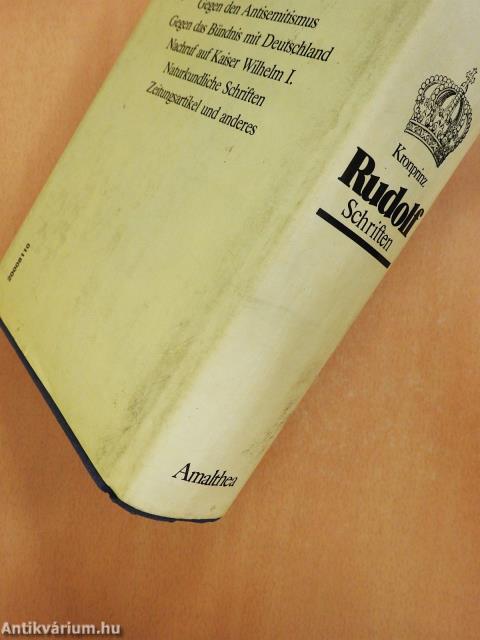 Gegen den Antisemitismus
Gegen das Bündnis mit Deutschland
Nachruf auf Kaiser Wilhelm I.
Naturkundliche Schriften
Zeitungsartikel und anderes
20009110
Kronprinz
Rudolf
Schriften
Amalthea
Antikvárium.hu